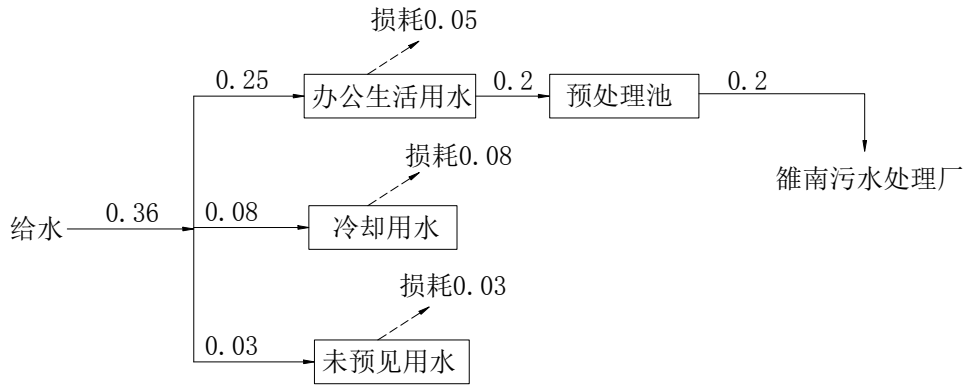 损耗0.05
0.25
办公生活用水
0.2
预处理池
0.2
损耗0.08
雒南污水处理厂
给水
0.36
0.08
冷却用水
损耗0.03
0.03
未预见用水